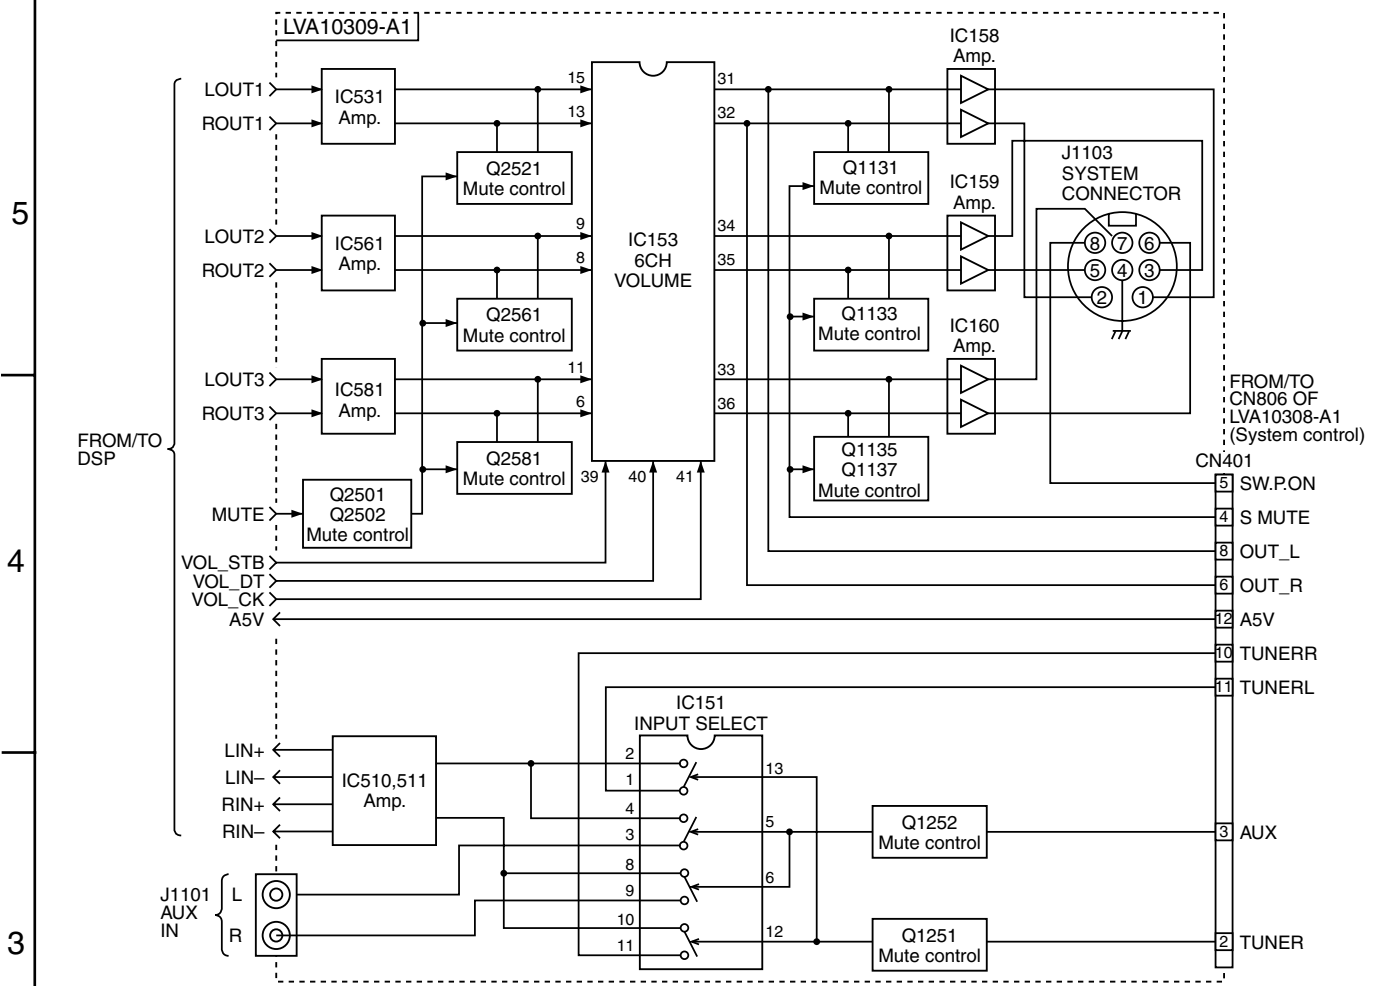 LVA10309-A1
5
4
3
FROM/TO
DSP
LOUT1
ROUT1
LOUT2
ROUT2
LOUT3
ROUT3
MUTE
VOL_STB
VOL_DT
VOL_CK
A5V
LIN+
LIN–
RIN+
RIN–
J1101
AUX
IN
L
R
IC531
Amp.
IC561
Amp.
IC581
Amp.
Q2521
Mute control
Q2561
Mute control
Q2581
Mute control
Q2501
Q2502
Mute control
15
13
9
8
11
6
39
40
41
IC153
6CH
VOLUME
31
32
34
35
33
36
Q1131
Mute control
Q1133
Mute control
Q1135
Q1137
Mute control
IC158
Amp.
IC159
Amp.
IC160
Amp.
J1103
SYSTEM
CONNECTOR
8 7 6
5 4 3
2 1
FROM/TO
CN806 OF
LVA10308-A1
(System control)
CN401
5 SW.P.ON
4 S MUTE
8 OUT_L
6 OUT_R
12 A5V
10 TUNERR
11 TUNERL
3 AUX
2 TUNER
IC510,511
Amp.
IC151
INPUT SELECT
2
1
4
3
8
9
10
11
13
5
6
12
Q1252
Mute control
Q1251
Mute control